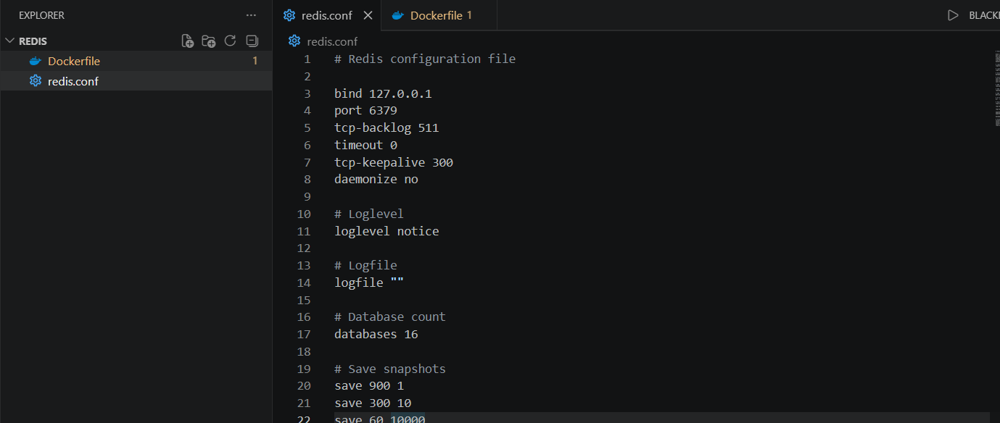 EXPLORER
REDIS
Dockerfile 1
redis.conf
redis.conf
Dockerfile 1
BLACK
redis.conf
1 # Redis configuration file
2
3 bind 127.0.0.1
4 port 6379
5 tcp-backlog 511
6 timeout 0
7 tcp-keepalive 300
8 daemonize no
9
10 # Loglevel
11 loglevel notice
12
13 # Logfile
14 logfile ""
15
16 # Database count
17 databases 16
18
19 # Save snapshots
20 save 900 1
21 save 300 10
22 save 60 10000